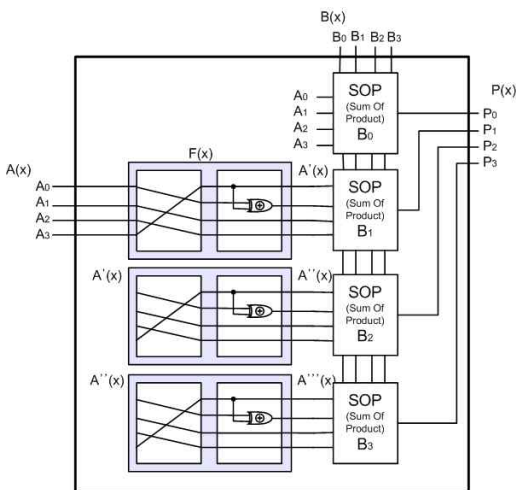 B(x)
B0 B1 B2 B3
SOP
(Sum Of
Product)
B0
A0
A1
A2
A3
P(x)
P0
P1
P2
P3
F(x)
A'(x)
A(x)
A0
A1
A2
A3
SOP
(Sum Of
Product)
B1
A'(x)
A''(x)
SOP
(Sum Of
Product)
B2
A''(x)
A'''(x)
SOP
(Sum Of
Product)
B3